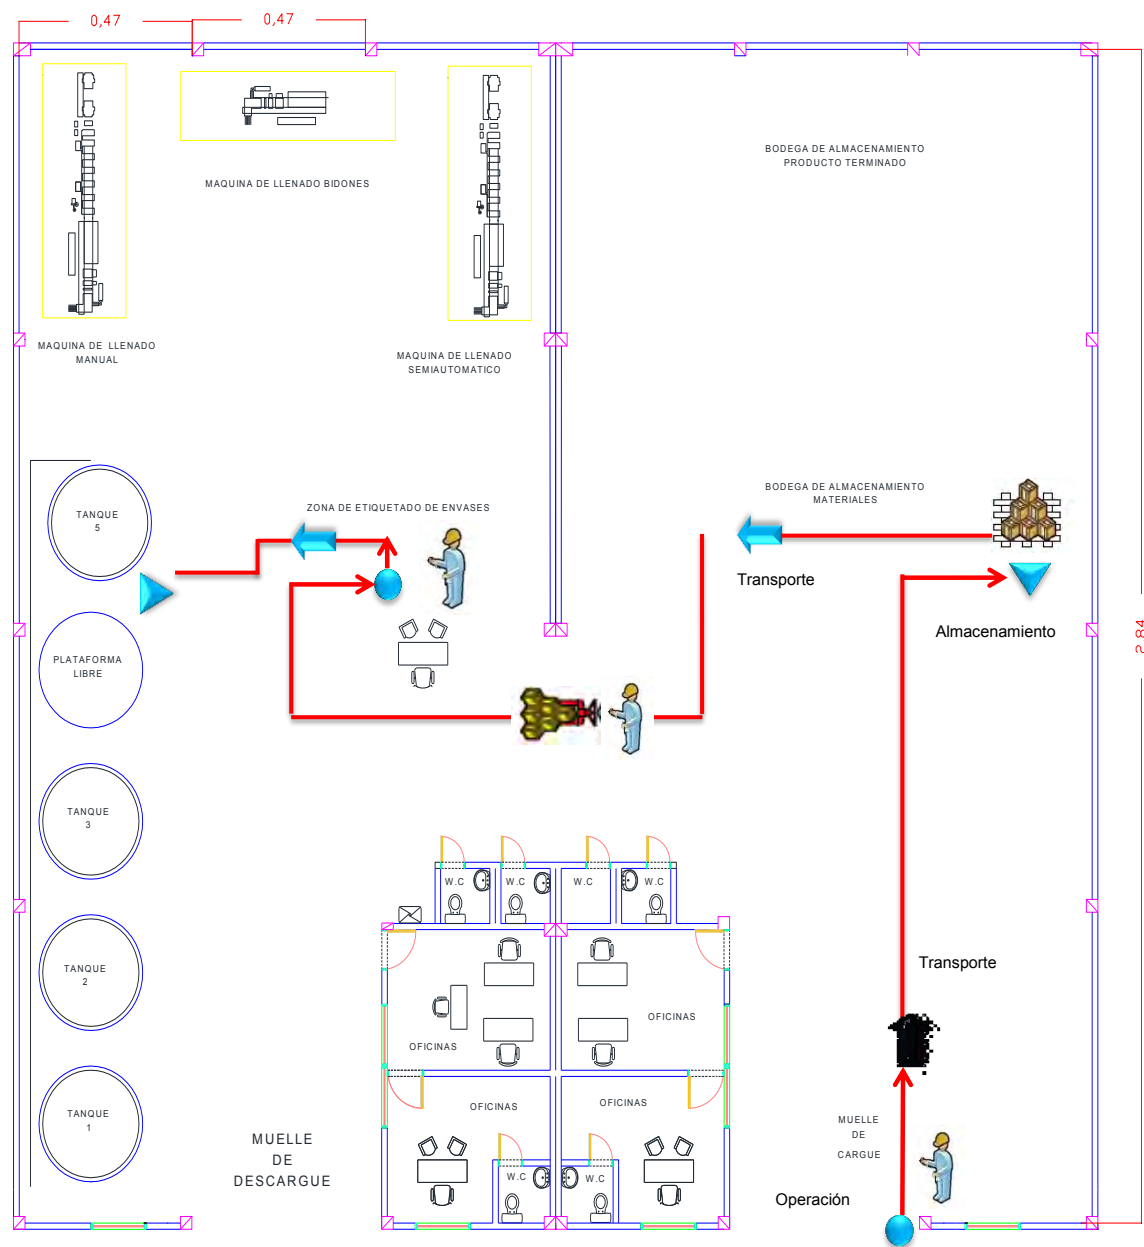 0,47
0,47
MAQUINA DE LLENADO BIDONES
BODEGA DE ALMACENAMIENTO
PRODUCTO TERMINADO
MAQUINA DE LLENADO
MANUAL
MAQUINA DE LLENADO
SEMIAUTOMATICO
TANQUE
5
ZONA DE ETIQUETADO DE ENVASES
BODEGA DE ALMACENAMIENTO
MATERIALES
Transporte
Almacenamiento
2,84
PLATAFORMA
LIBRE
TANQUE
3
W.C
W.C
W.C
W.C
TANQUE
2
Transporte
OFICINAS
OFICINAS
TANQUE
1
OFICINAS
OFICINAS
MUELLE
DE
DESCARGUE
MUELLE
DE
CARGUE
W.C
W.C
Operación